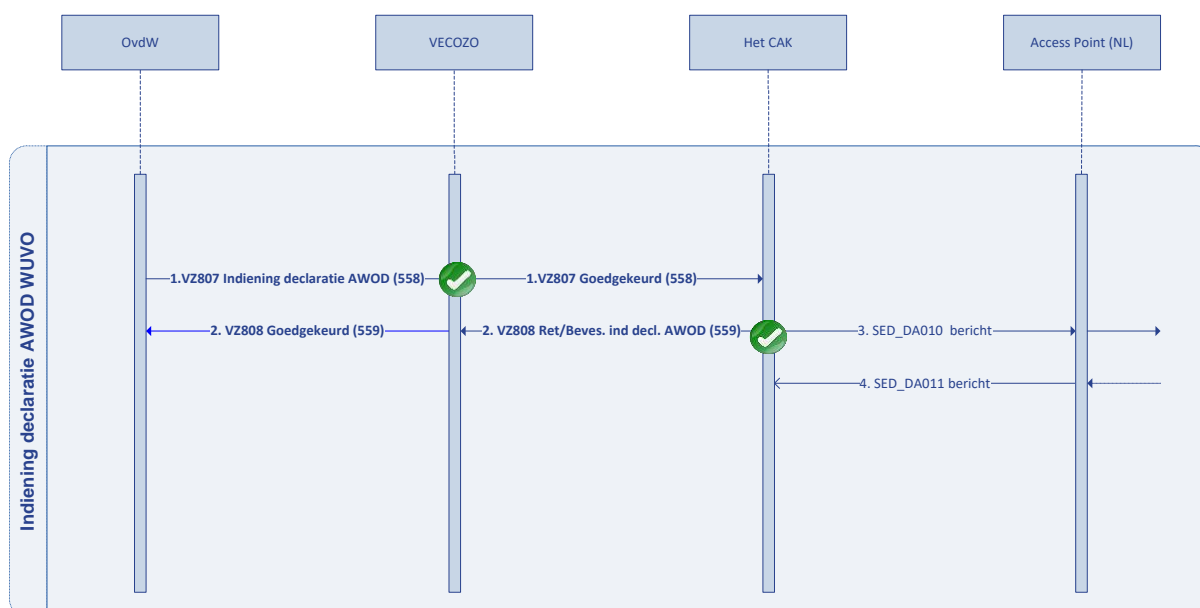 OvdW
VECOZO
Het CAK
Access Point (NL)
Indiening declaratie AWOD WUVO
1.VZ807 Indiening declaratie AWOD (558)
1.VZ807 Goedgekeurd (558)
2. VZ808 Goedgekeurd (559)
2. VZ808 Ret/Beves. ind decl. AWOD (559)
3. SED_DA010  bericht
4. SED_DA011 bericht